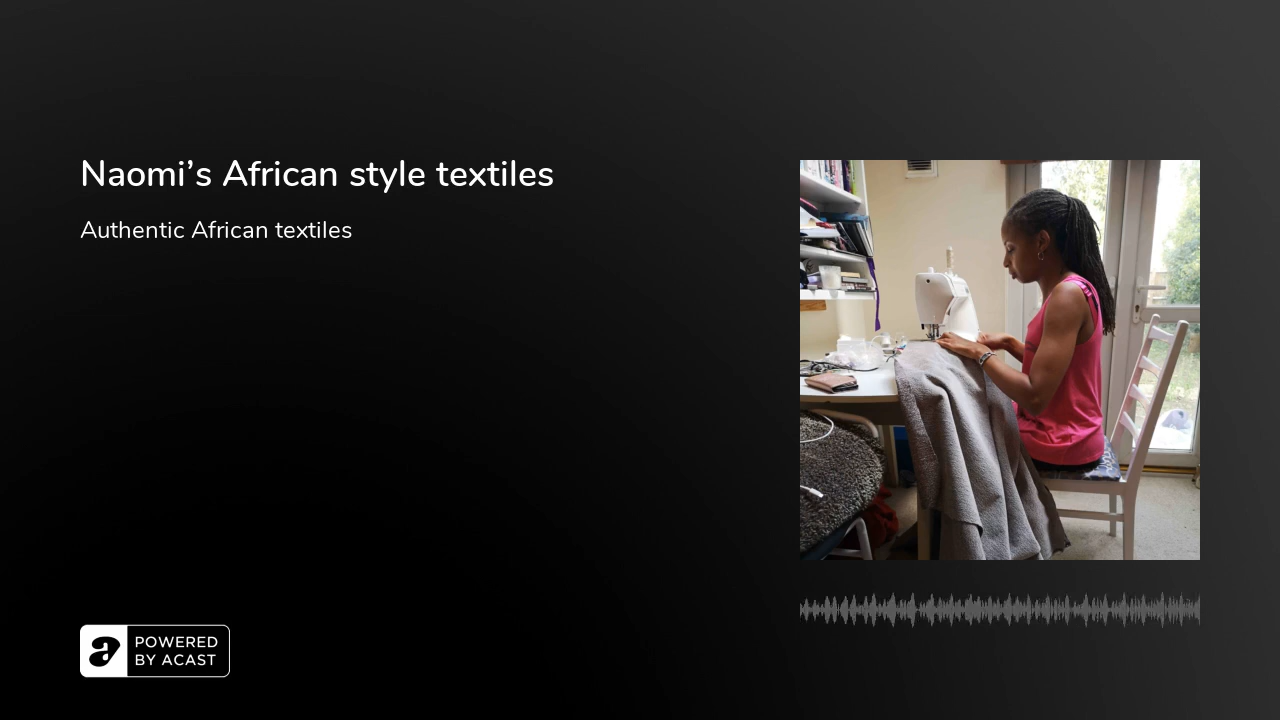 Naomi’s African style textiles
Authentic African textiles
POWERED
BY ACAST